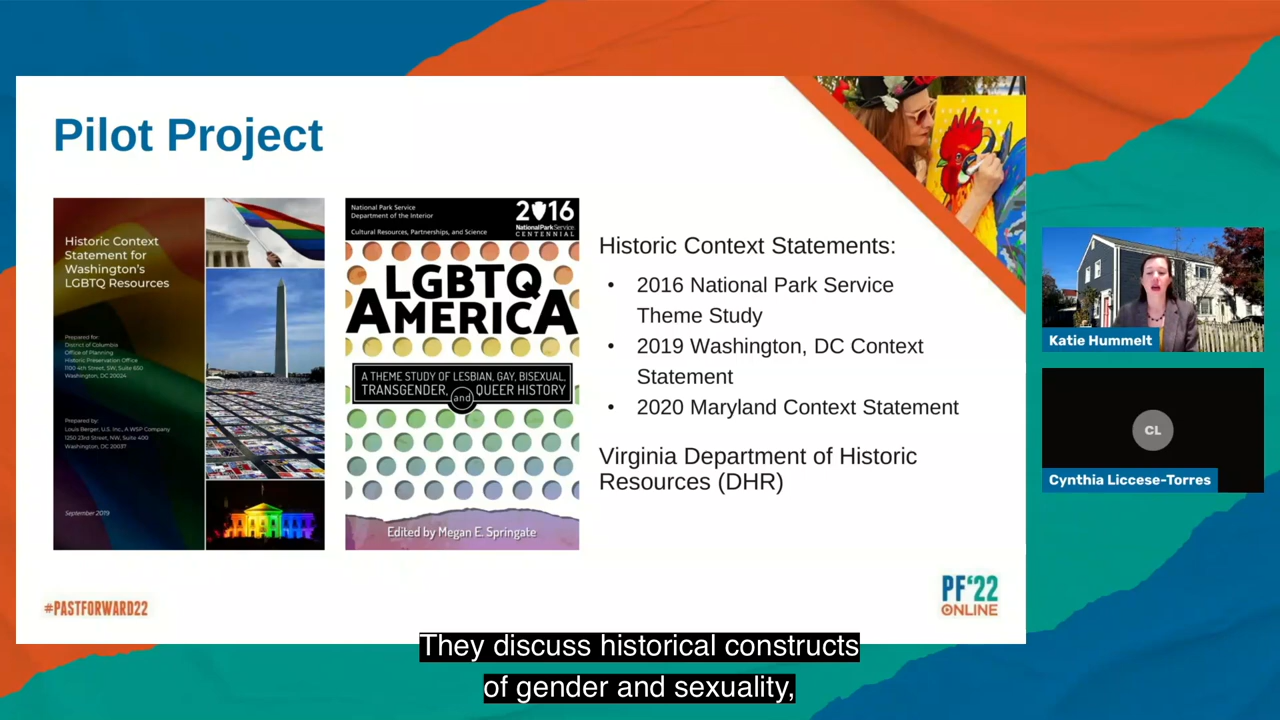 Pilot Project
Historic Context
Statement for
Washington's
LGBTQ Resources
Prepared for:
District of Columbia
Office of Planning
Historic Preservation Office
1100 4th Street, SW, Suite 650
Washington, DC 20024
Prepared by:
Louis Berger, U.S. Inc., A WSP Company
1250 23rd Street, NW, Suite 400
Washington, DC 20037
September 2019
National Park Service
Department of the Interior
Cultural Resources, Partnerships, and Science
2016
National Park Service
CENTENNIAL
LGBTQ
AMERICA
A THEME STUDY OF LESBIAN, GAY, BISEXUAL,
TRANSGENDER, and QUEER HISTORY
Edited by Megan E. Springate
Historic Context Statements:
• 2016 National Park Service
Theme Study
• 2019 Washington, DC Context
Statement
• 2020 Maryland Context Statement
Virginia Department of Historic
Resources (DHR)
#PASTFORWARD22
PF'22
ONLINE
Katie Hummelt
CL
Cynthia Liccese-Torres
They discuss historical constructs
of gender and sexuality,